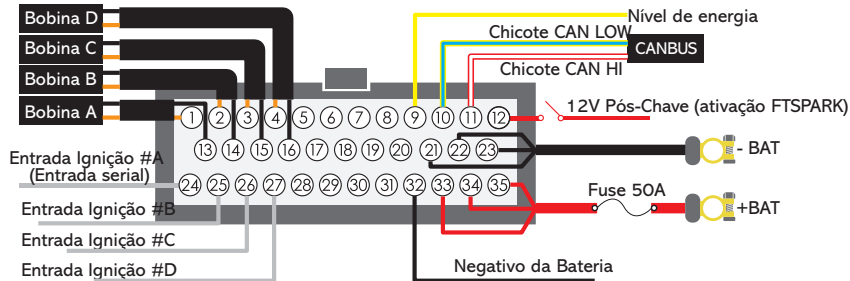 Bobina D
Bobina C
Bobina B
Bobina A
Nível de energia
Chicote CAN LOW
CANBUS
Chicote CAN HI
12V Pós-Chave (ativação FTSPARK)
1 2 3 4 5 6 7 8 9 10 11 12
13 14 15 16 17 18 19 20 21 22 23
- BAT
Entrada Ignição #A
(Entrada serial)
24 25 26 27 28 29 30 31 32 33 34 35
Fuse 50A
+BAT
Entrada Ignição #B
Entrada Ignição #C
Entrada Ignição #D
Negativo da Bateria